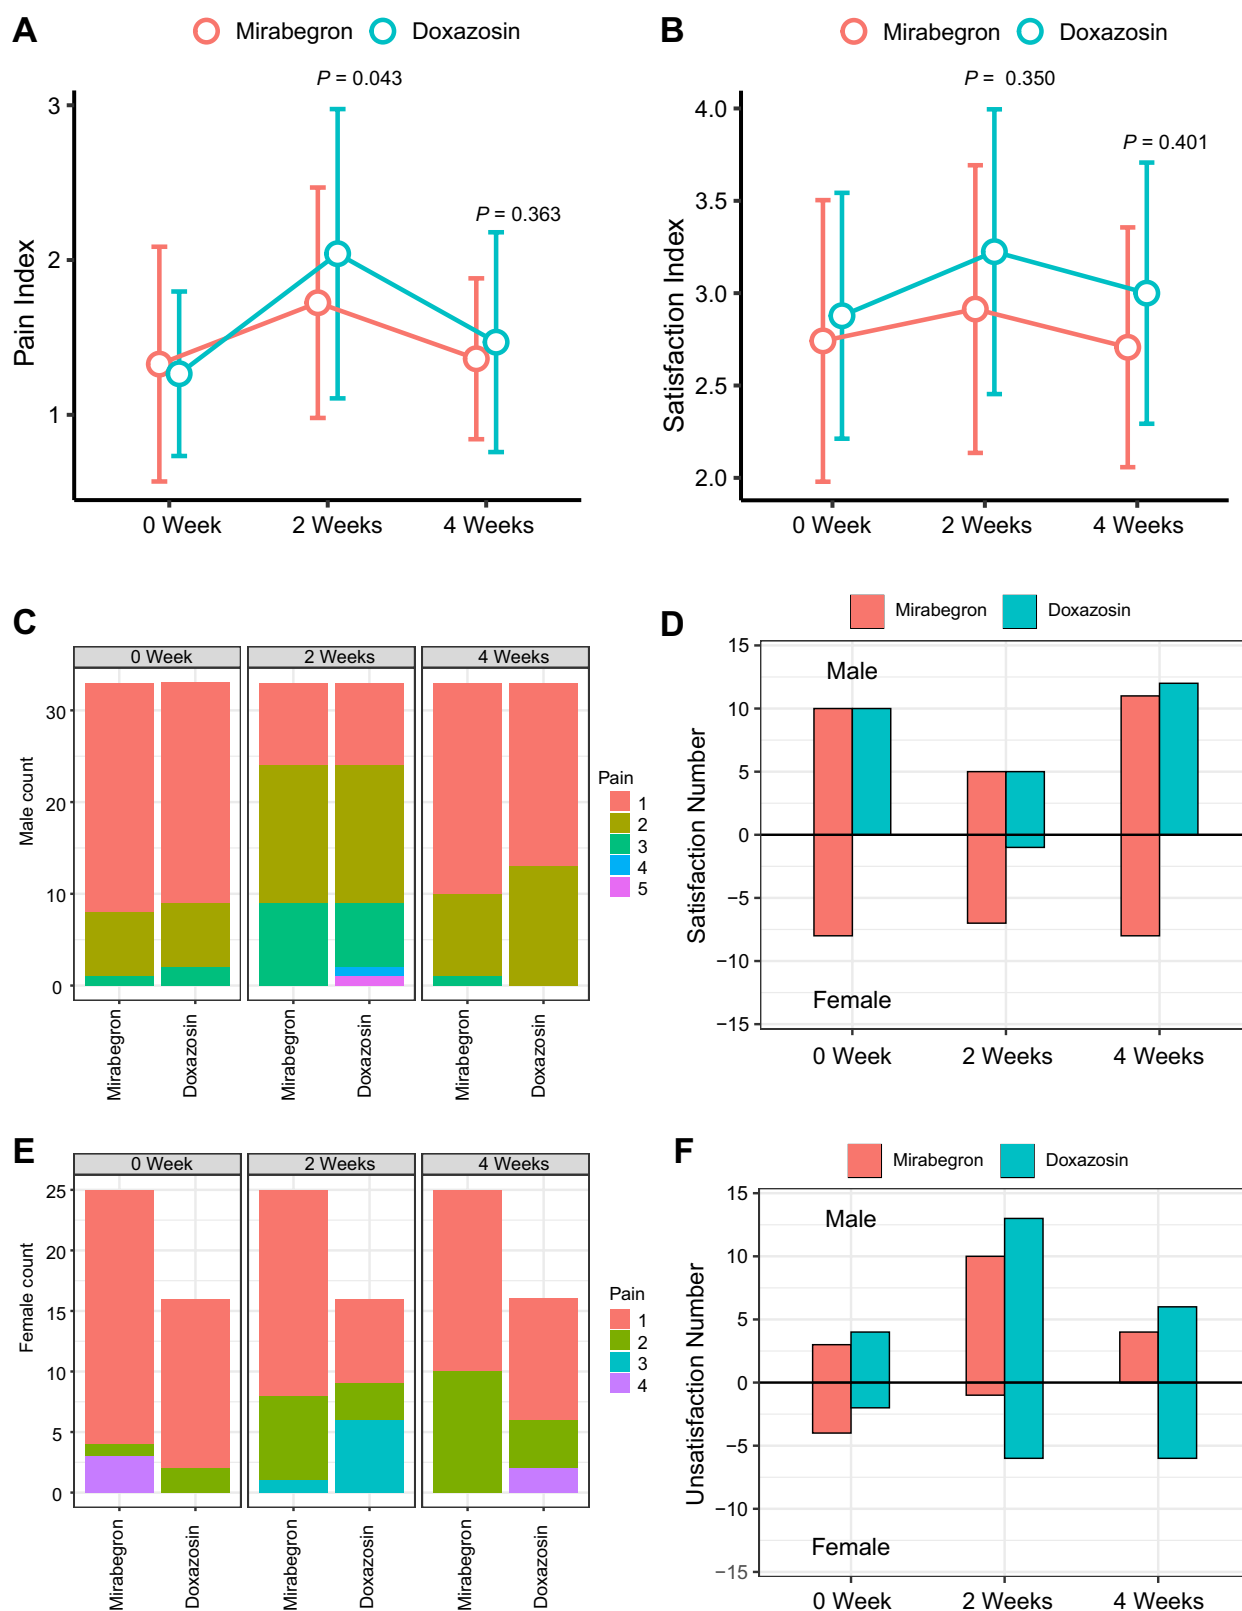 A
Mirabegron Doxazosin
P = 0.043
P = 0.363
Pain Index
3
2
1
0 Week 2 Weeks 4 Weeks
B
Mirabegron Doxazosin
P = 0.350
P = 0.401
Satisfaction Index
4.0
3.5
3.0
2.5
2.0
0 Week 2 Weeks 4 Weeks
C
0 Week 2 Weeks 4 Weeks
Male count
30
20
10
0
Mirabegron Doxazosin Mirabegron Doxazosin Mirabegron Doxazosin
Pain
1
2
3
4
5
D
Mirabegron Doxazosin
Satisfaction Number
15
10
5
0
−5
−10
−15
Male
Female
0 Week 2 Weeks 4 Weeks
E
0 Week 2 Weeks 4 Weeks
Female count
25
20
15
10
5
0
Mirabegron Doxazosin Mirabegron Doxazosin Mirabegron Doxazosin
Pain
1
2
3
4
F
Mirabegron Doxazosin
Unsatisfaction Number
15
10
5
0
−5
−10
−15
Male
Female
0 Week 2 Weeks 4 Weeks